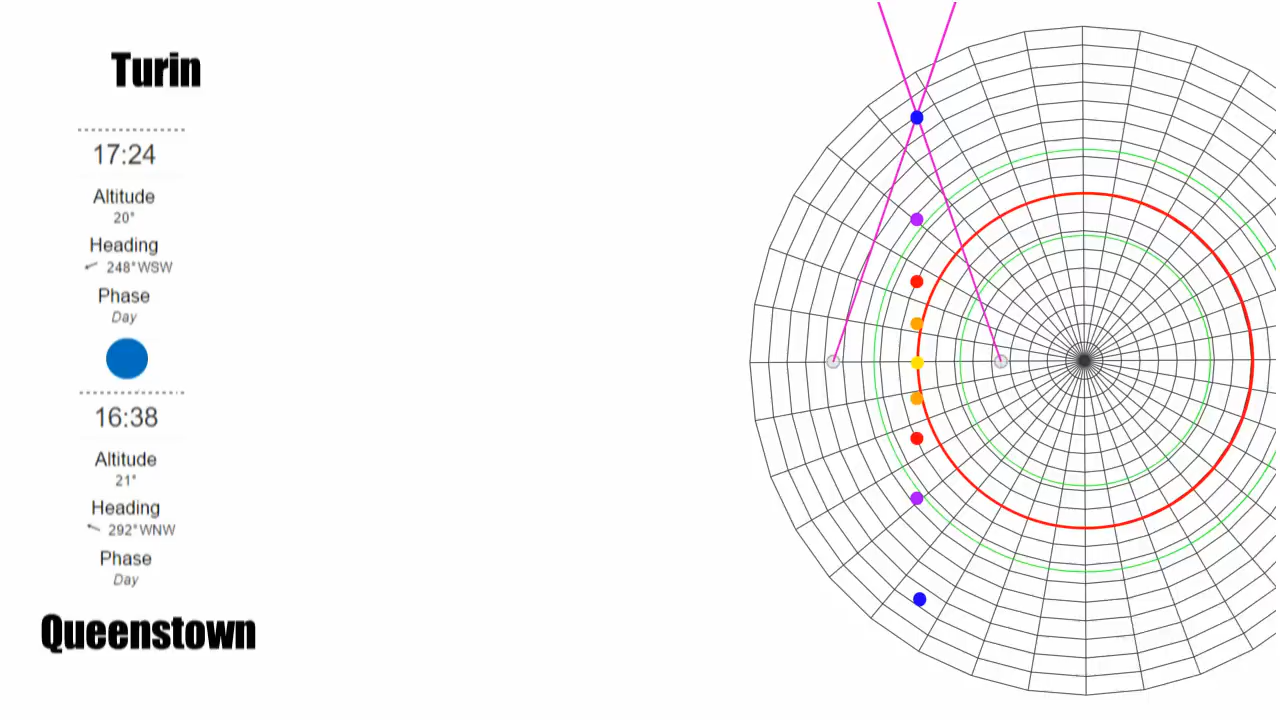 Turin
17:24
Altitude
20°
Heading
248°WSW
Phase
Day
16:38
Altitude
21°
Heading
292°WNW
Phase
Day
Queenstown